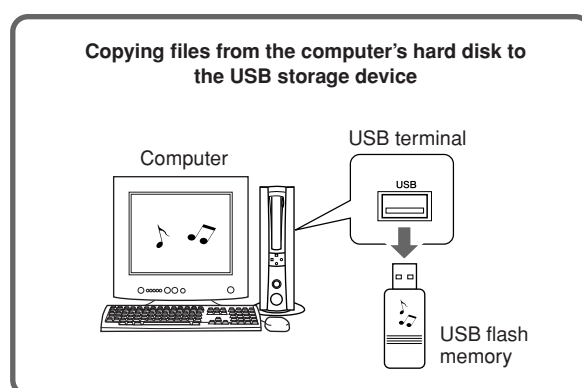 Copying files from the computer's hard disk to
the USB storage device
USB terminal
Computer
USB
USB flash
memory